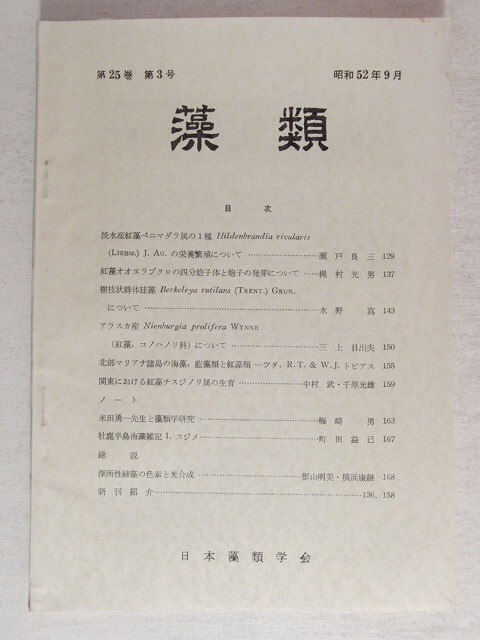 第25巻 第3号 昭和52年9月
藻類
目次
淡水産紅藻ベニマダラ属の1種 Hildenbrandia rivularis
(LIEBM.) J. AG. の栄養繁殖について……瀬戸良三 129
紅藻オオヌラブクロの四分胞子体と胞子の発芽について……梶村光男 137
樹枝状群体珪藻 Berkeleya rutilans (TRENT.) GRUN.
について……水野真 143
アラスカ産 Nienburgia prolifera WYNNE
(紅藻, コノハノリ科) について……三上日出夫 150
北部マリアナ諸島の海藻, 藍藻類と紅藻類…ツダ, R.T. & W.J. トビアス 155
関東における紅藻チスジノリ属の生育……中村武・千原光雄 159
ノート
米田勇一先生と藻類学研究……梅崎勇 163
牡鹿半島海藻雑記 1. スジメ……町田益己 167
総説
深所性緑藻の色素と光合成……影山明美・横浜康継 168
新刊紹介……136, 158
日本藻類学会